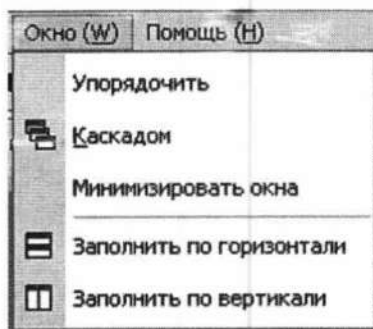 Окно (W) Помощь (H)
Упорядочить
Каскадом
Минимизировать окна
Заполнить по горизонтали
Заполнить по вертикали